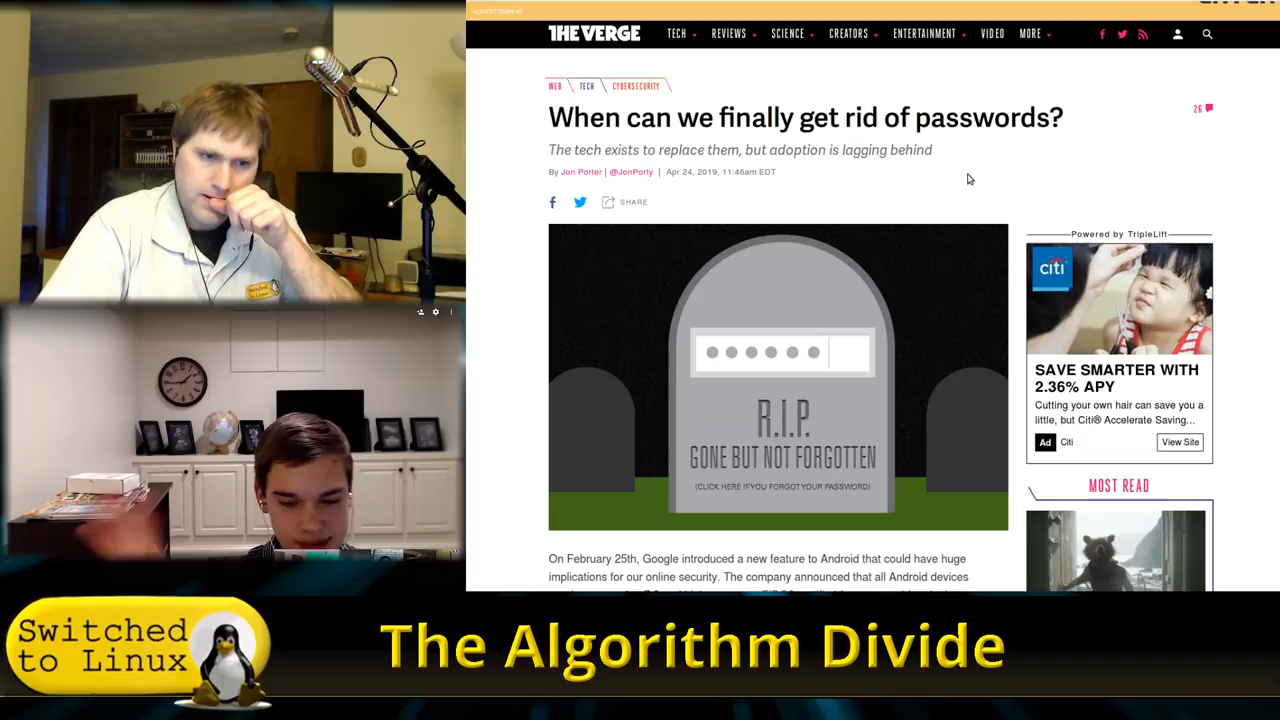 ADVERTISEMENT
THE VERGE
TECH
REVIEWS
SCIENCE
CREATORS
ENTERTAINMENT
VIDEO
MORE
WEB
TECH
CYBERSECURITY
When can we finally get rid of passwords?
26
The tech exists to replace them, but adoption is lagging behind
By Jon Porter | @JonPorty | Apr 24, 2019, 11:46am EDT
SHARE
Powered by TripleLift
citi
R.I.P.
GONE BUT NOT FORGOTTEN
(CLICK HERE IF YOU FORGOT YOUR PASSWORD)
SAVE SMARTER WITH
2.36% APY
Cutting your own hair can save you a
little, but Citi® Accelerate Saving...
Ad
Citi
View Site
MOST READ
On February 25th, Google introduced a new feature to Android that could have huge
implications for our online security. The company announced that all Android devices
Switched
to Linux
Switched
to Linux
The Algorithm Divide